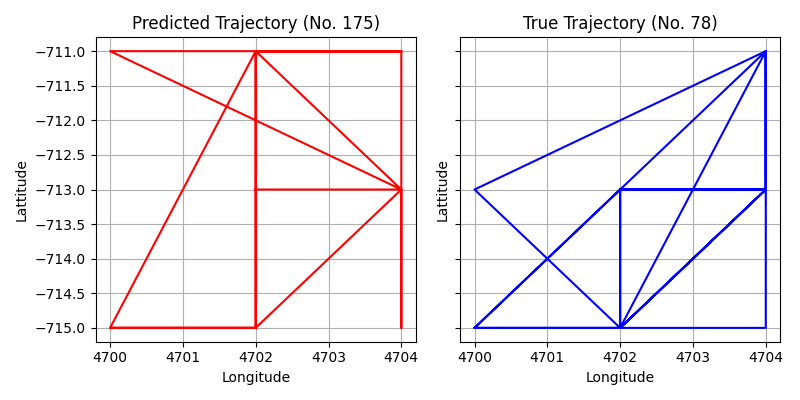 Predicted Trajectory (No. 175)
True Trajectory (No. 78)
−711.0
−711.5
−712.0
−712.5
−713.0
−713.5
−714.0
−714.5
−715.0
Lattitude
Lattitude
4700 4701 4702 4703 4704
4700 4701 4702 4703 4704
Longitude
Longitude